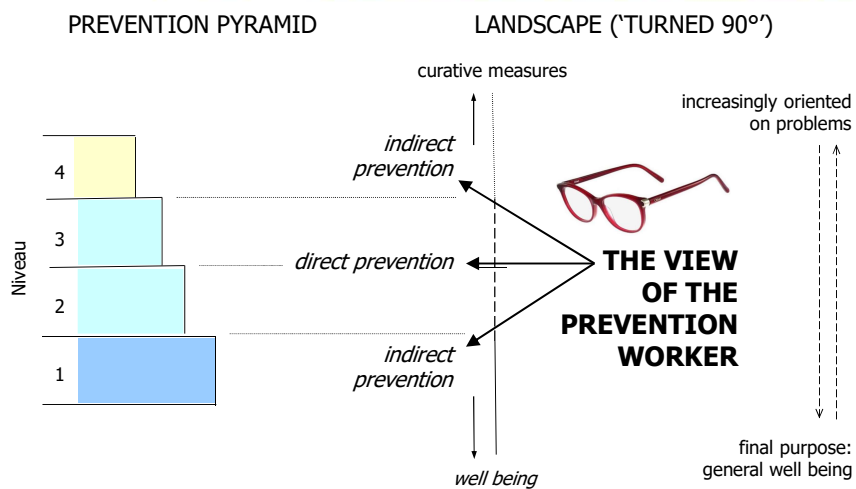 PREVENTION PYRAMID
LANDSCAPE (‘TURNED 90°’)
curative measures
increasingly oriented
on problems
indirect
prevention
4
3
direct prevention
THE VIEW
OF THE
PREVENTION
WORKER
Niveau
2
indirect
prevention
1
final purpose:
general well being
well being